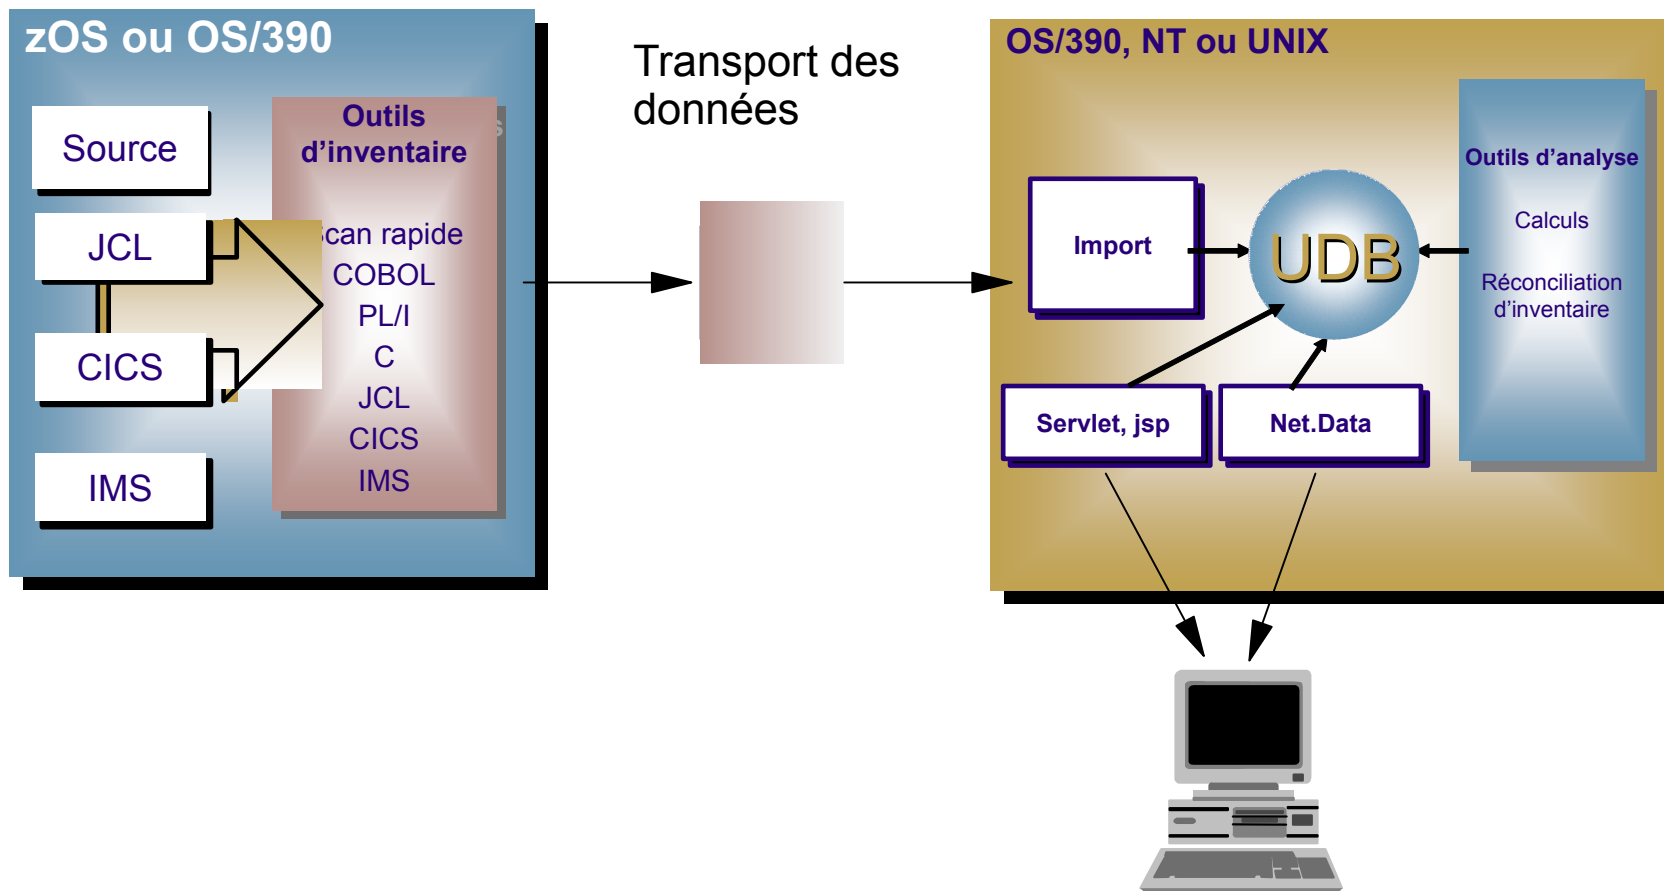 zOS ou OS/390
Source
JCL
CICS
IMS
Outils
d'inventaire
Scan rapide
COBOL
PL/I
C
JCL
CICS
IMS
Transport des
données
OS/390, NT ou UNIX
Import
UDB
Servlet, jsp
Net.Data
Outils d’analyse
Calculs
Réconciliation
d'inventaire